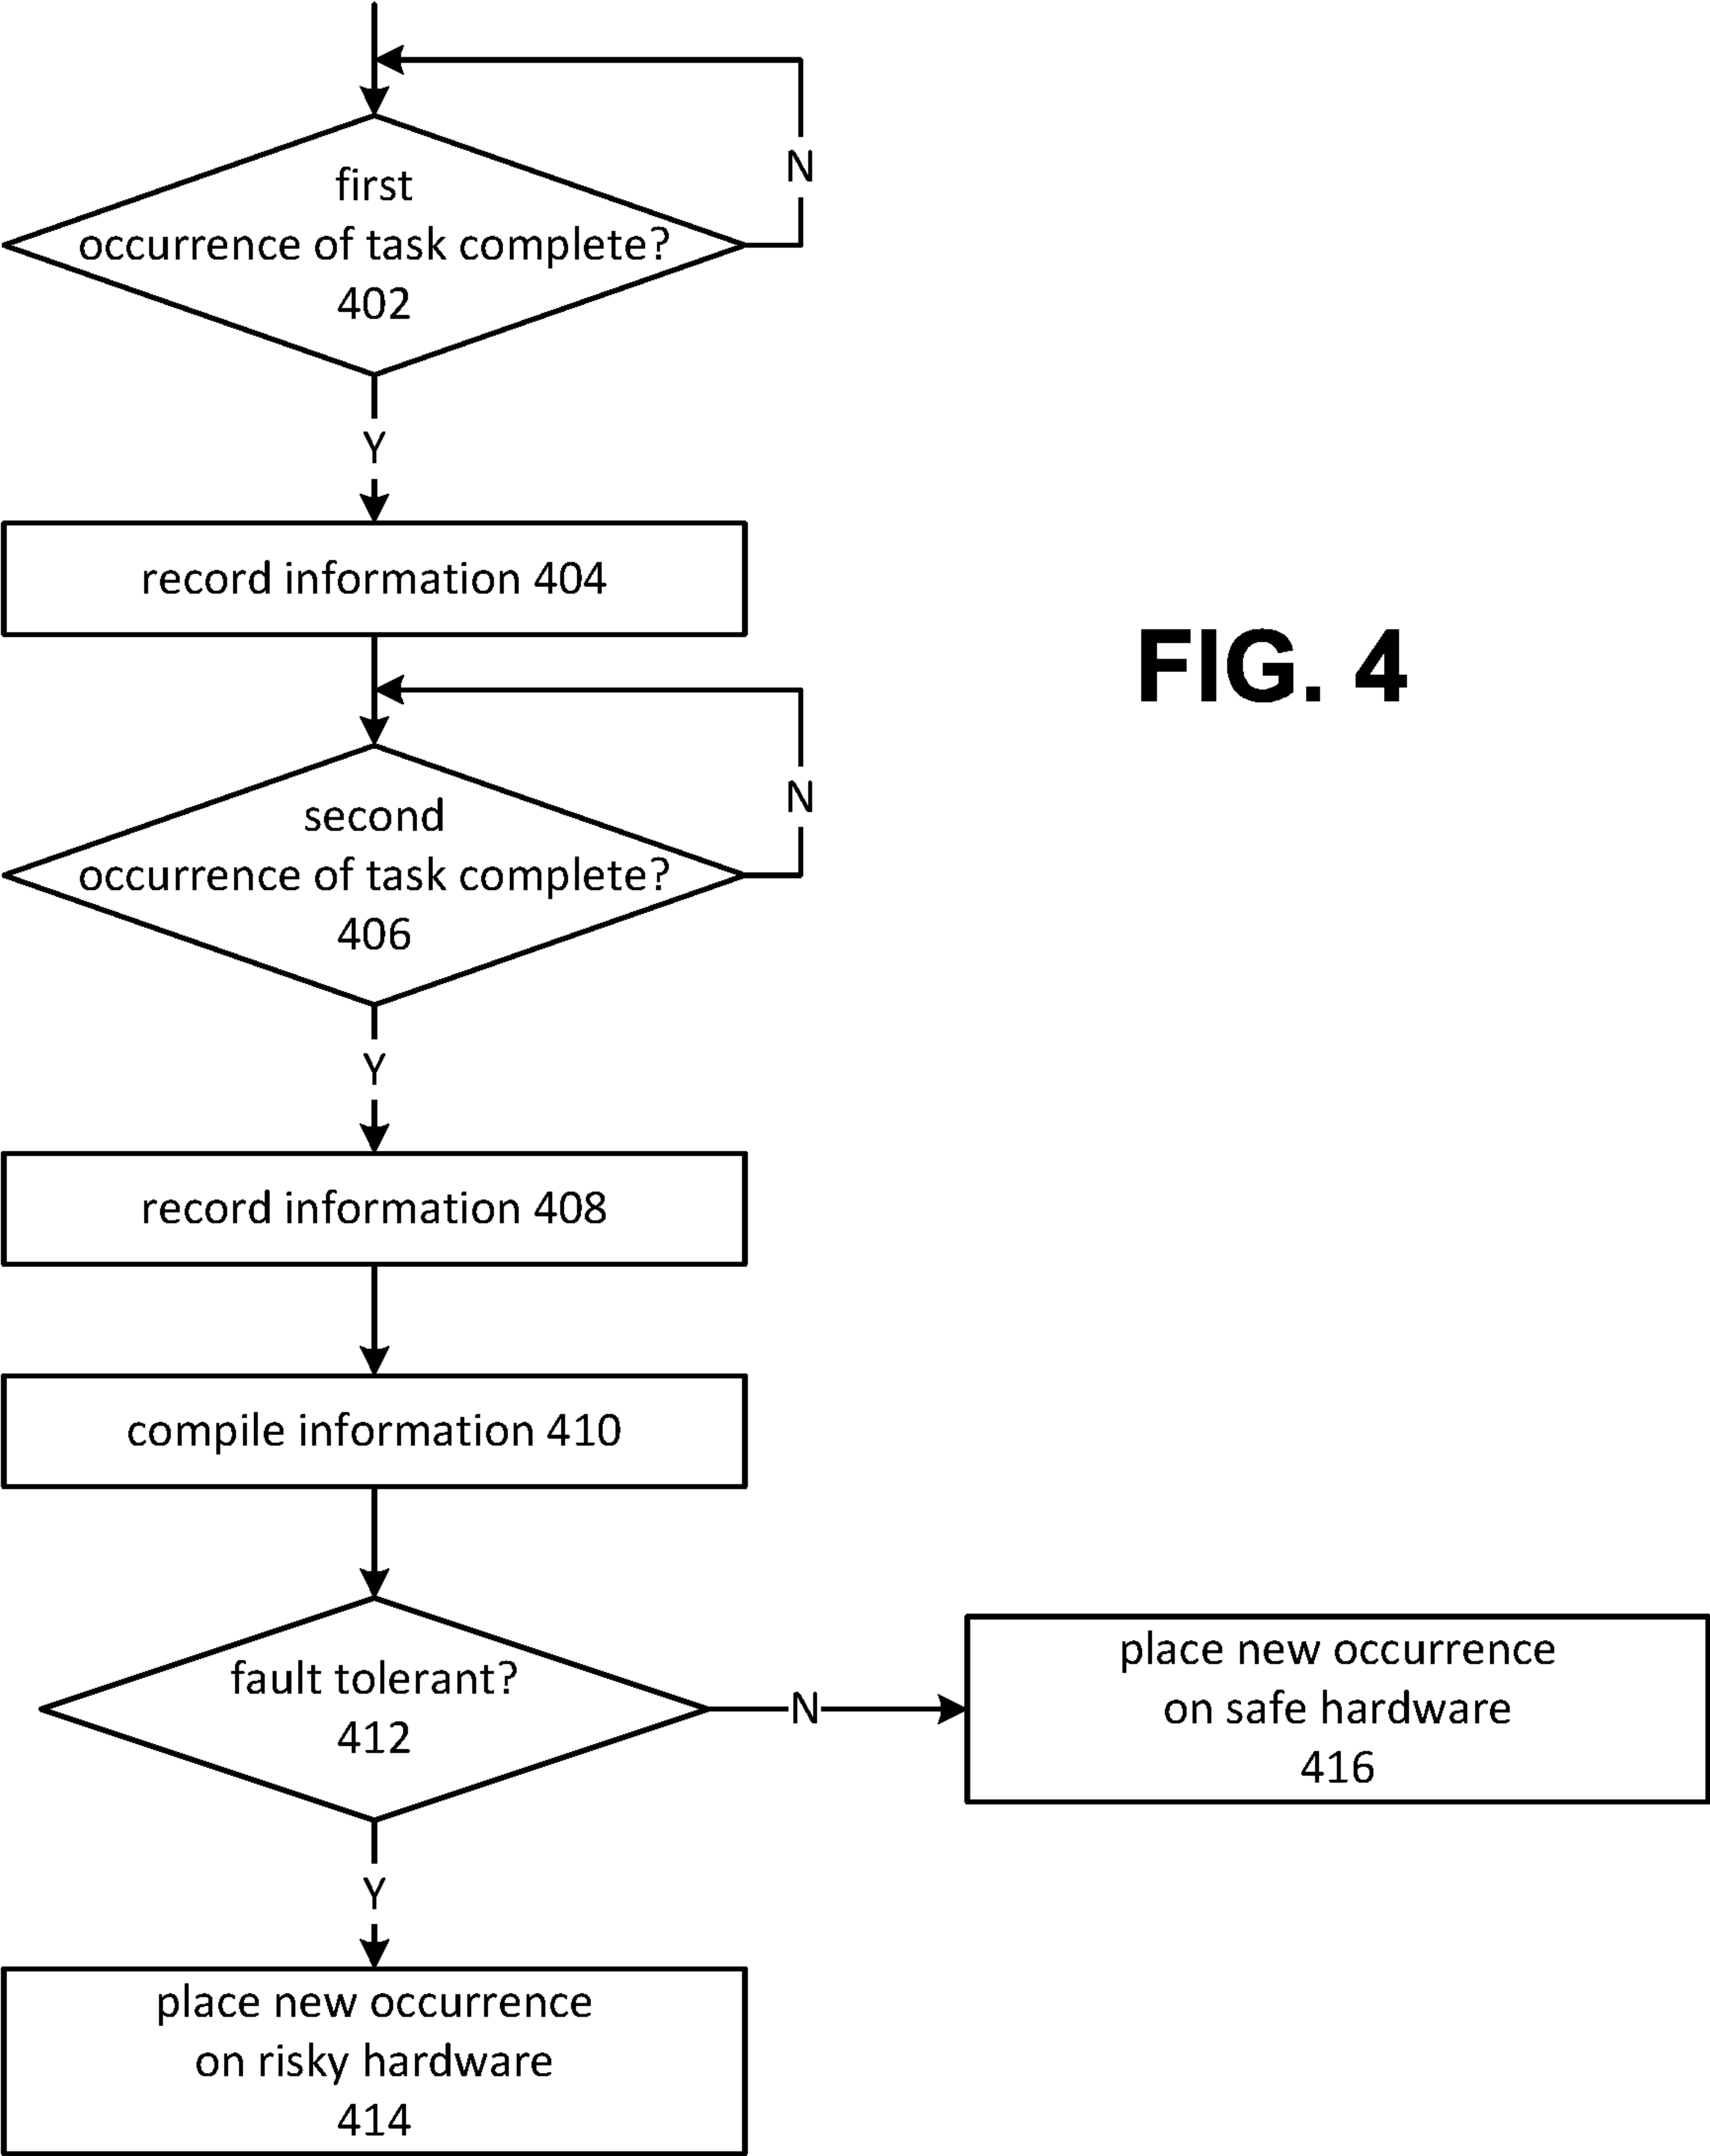 first
occurrence of task complete?
402
N
Y
record information 404
FIG. 4
second
occurrence of task complete?
406
N
Y
record information 408
compile information 410
fault tolerant?
412
N
place new occurrence
on safe hardware
416
Y
place new occurrence
on risky hardware
414